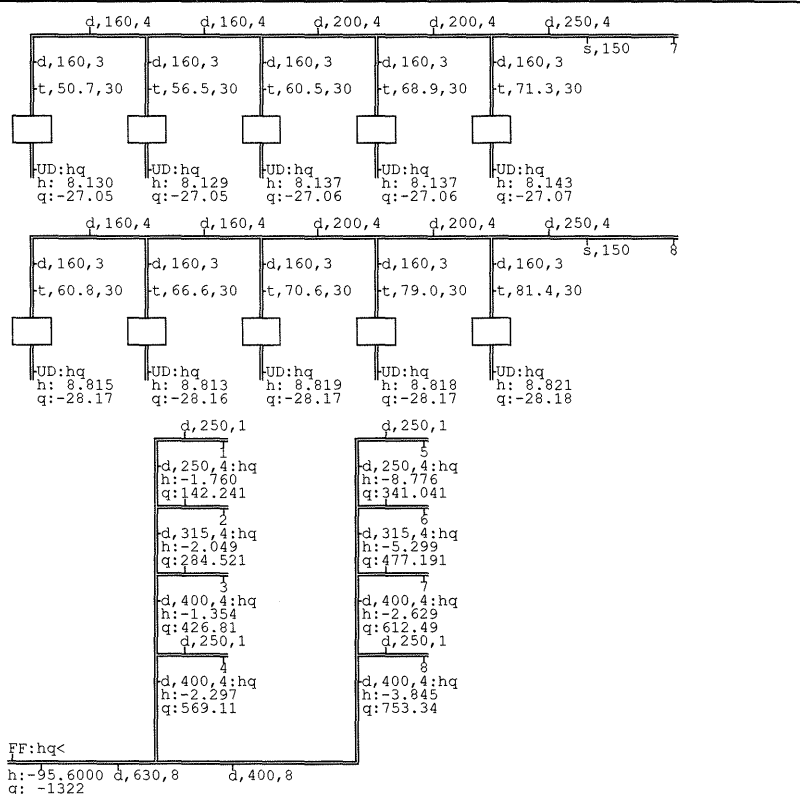 d,160,4 d,160,4 d,200,4 d,200,4 d,250,4
s,150 7
d,160,3 d,160,3 d,160,3 d,160,3 d,160,3
t,50.7,30 t,56.5,30 t,60.5,30 t,68.9,30 t,71.3,30
UD:hq UD:hq UD:hq UD:hq UD:hq
h: 8.130 h: 8.129 h: 8.137 h: 8.137 h: 8.143
q:-27.05 q:-27.05 q:-27.06 q:-27.06 q:-27.07
d,160,4 d,160,4 d,200,4 d,200,4 d,250,4
s,150 8
d,160,3 d,160,3 d,160,3 d,160,3 d,160,3
t,60.8,30 t,66.6,30 t,70.6,30 t,79.0,30 t,81.4,30
UD:hq UD:hq UD:hq UD:hq UD:hq
h: 8.815 h: 8.813 h: 8.819 h: 8.818 h: 8.821
q:-28.17 q:-28.16 q:-28.17 q:-28.17 q:-28.18
d,250,1 d,250,1
1 5
d,250,4:hq d,250,4:hq
h:-1.760 h:-8.776
q:142.241 q:341.041
2 6
d,315,4:hq d,315,4:hq
h:-2.049 h:-5.299
q:284.521 q:477.191
3 7
d,400,4:hq d,400,4:hq
h:-1.354 h:-2.629
q:426.81 q:612.49
d,250,1 d,250,1
4 8
d,400,4:hq d,400,4:hq
h:-2.297 h:-3.845
q:569.11 q:753.34
FF:hq<
h:-95.6000 d,630,8 d,400,8
q: -1322